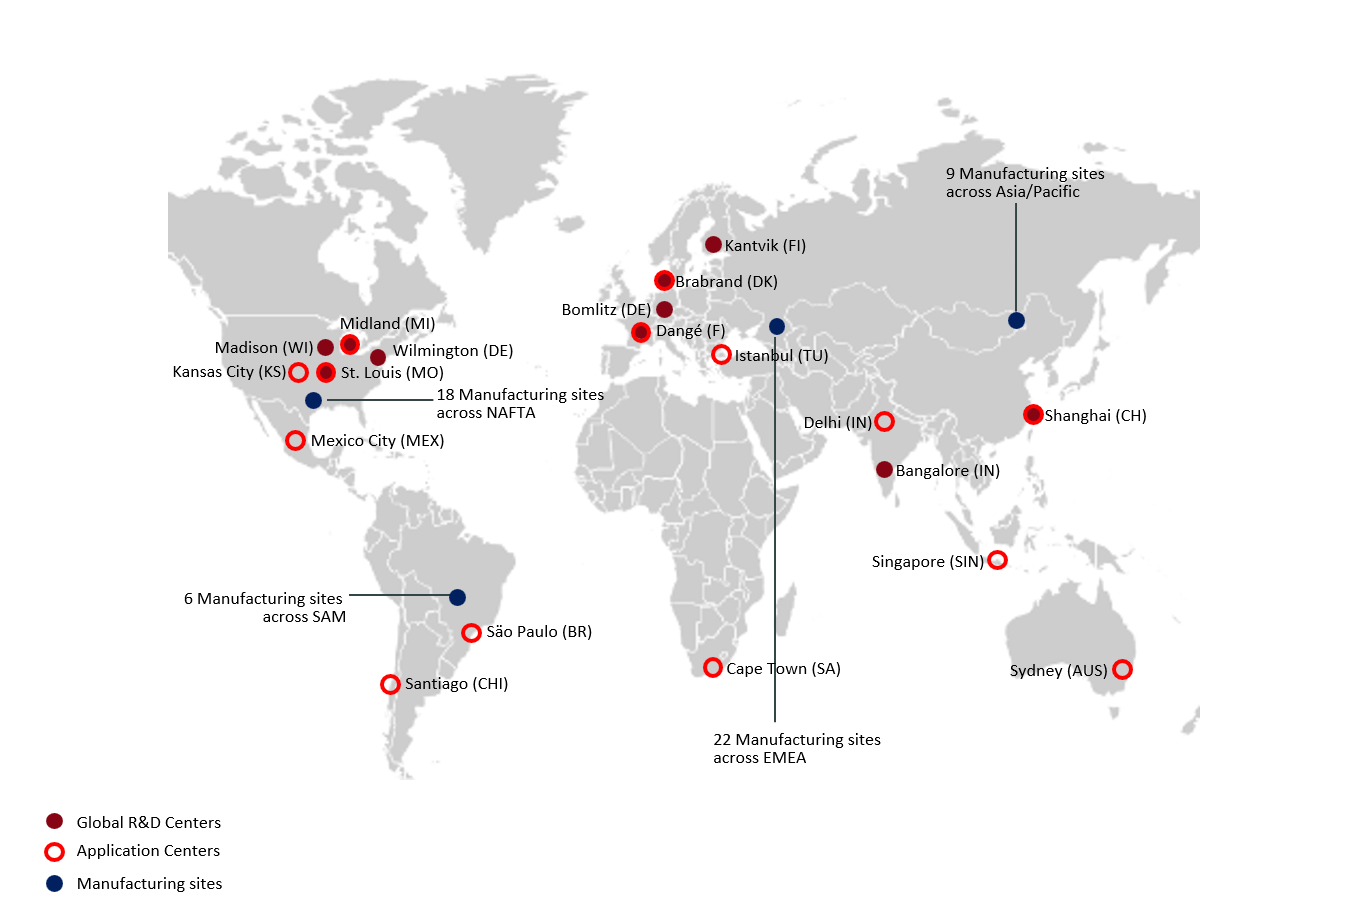 9 Manufacturing sites
across Asia/Pacific
Kantvik (FI)
Brabrand (DK)
Bomlitz (DE)
Dangé (F)
Midland (MI)
Madison (WI)
Wilmington (DE)
Istanbul (TU)
Kansas City (KS)
St. Louis (MO)
18 Manufacturing sites
across NAFTA
Shanghai (CH)
Delhi (IN)
Mexico City (MEX)
Bangalore (IN)
Singapore (SIN)
6 Manufacturing sites
across SAM
Säo Paulo (BR)
Cape Town (SA)
Sydney (AUS)
Santiago (CHI)
22 Manufacturing sites
across EMEA
Global R&D Centers
Application Centers
Manufacturing sites